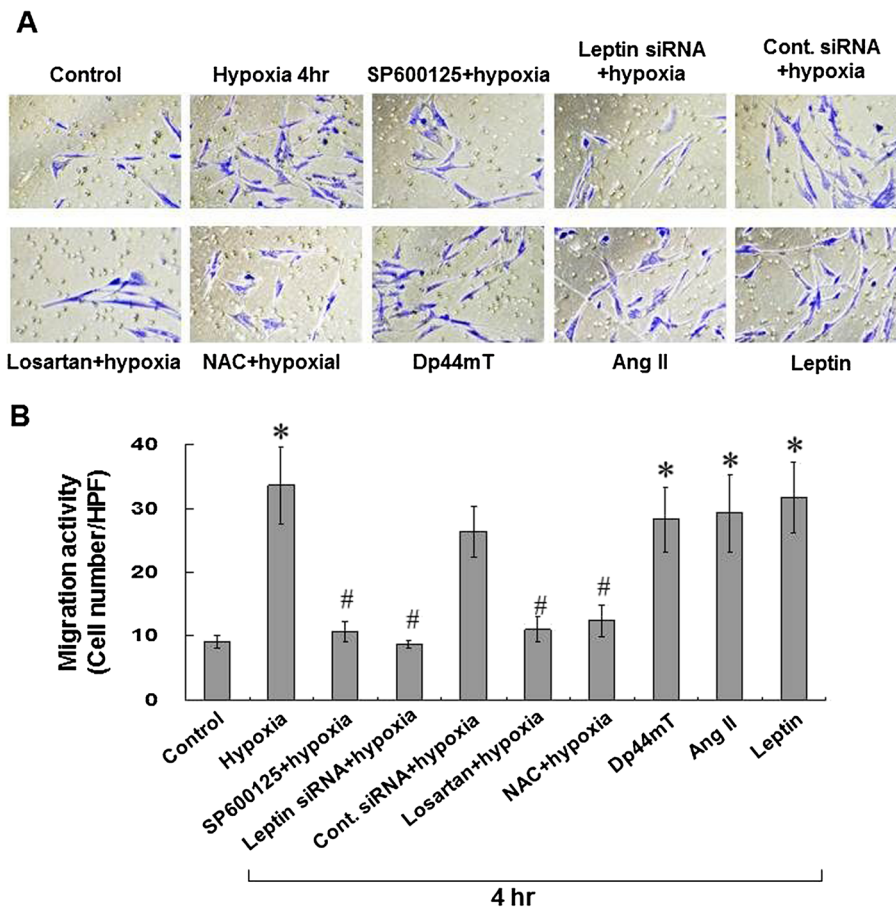 A
Control
Hypoxia 4hr
SP600125+hypoxia
Leptin siRNA
+hypoxia
Cont. siRNA
+hypoxia
Losartan+hypoxia
NAC+hypoxial
Dp44mT
Ang II
Leptin
B
Migration activity
(Cell number/HPF)
40
30
20
10
0
*
#
#
#
#
*
*
*
Control
Hypoxia
SP600125+hypoxia
Leptin siRNA+hypoxia
Cont. siRNA+hypoxia
Losartan+hypoxia
NAC+hypoxia
Dp44mT
Ang II
Leptin
4 hr